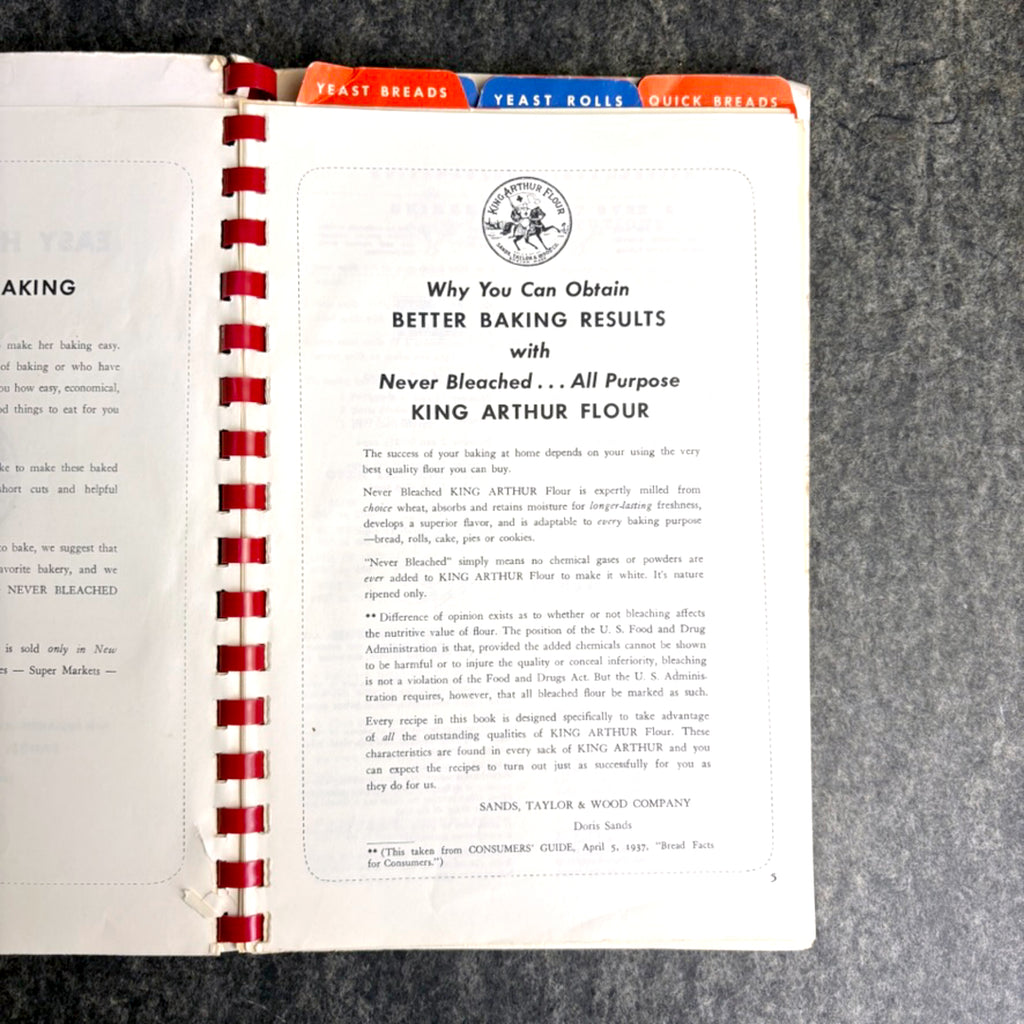 YEAST BREADS
YEAST ROLLS
QUICK BREADS
AKING
make her baking easy.
of baking or who have
ou how easy, economical,
d things to eat for you
ke to make these baked
hort cuts and helpful
o bake, we suggest that
avorite bakery, and we
NEVER BLEACHED
is sold only in New
es — Super Markets —
KING ARTHUR FLOUR
SANDS, TAYLOR & WOOD CO.
Why You Can Obtain
BETTER BAKING RESULTS
with
Never Bleached . . . All Purpose
KING ARTHUR FLOUR
The success of your baking at home depends on your using the very
best quality flour you can buy.
Never Bleached KING ARTHUR Flour is expertly milled from
choice wheat, absorbs and retains moisture for longer-lasting freshness,
develops a superior flavor, and is adaptable to every baking purpose
—bread, rolls, cake, pies or cookies.
"Never Bleached" simply means no chemical gases or powders are
ever added to KING ARTHUR Flour to make it white. It's nature
ripened only.
** Difference of opinion exists as to whether or not bleaching affects
the nutritive value of flour. The position of the U. S. Food and Drug
Administration is that, provided the added chemicals cannot be shown
to be harmful or to injure the quality or conceal inferiority, bleaching
is not a violation of the Food and Drugs Act. But the U. S. Adminis-
tration requires, however, that all bleached flour be marked as such.
Every recipe in this book is designed specifically to take advantage
of all the outstanding qualities of KING ARTHUR Flour. These
characteristics are found in every sack of KING ARTHUR and you
can expect the recipes to turn out just as successfully for you as
they do for us.
SANDS, TAYLOR & WOOD COMPANY
Doris Sands
** (This taken from CONSUMERS' GUIDE, April 5, 1937, "Bread Facts
for Consumers.")
5